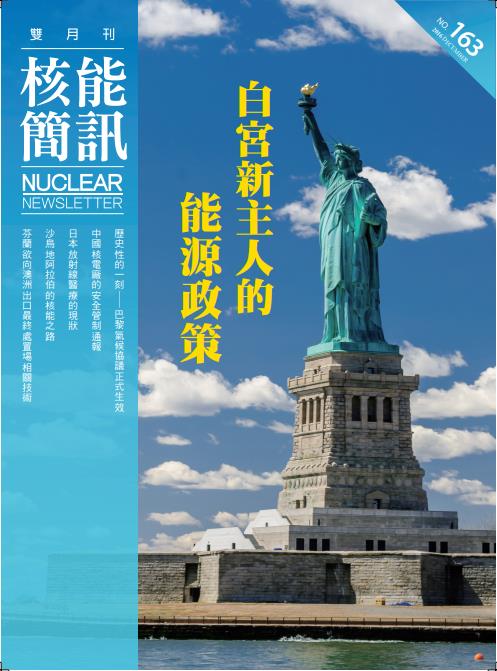 雙月刊
核能
簡訊
NUCLEAR
NEWSLETTER
NO. 163
2016 DECEMBER
白宮新主人的
能源政策
歷史性的一刻——巴黎氣候協議正式生效
中國核電廠的安全管制通報
日本放射線醫療的現狀
沙烏地阿拉伯的核能之路
芬蘭欲向澳洲出口最終處置場相關技術